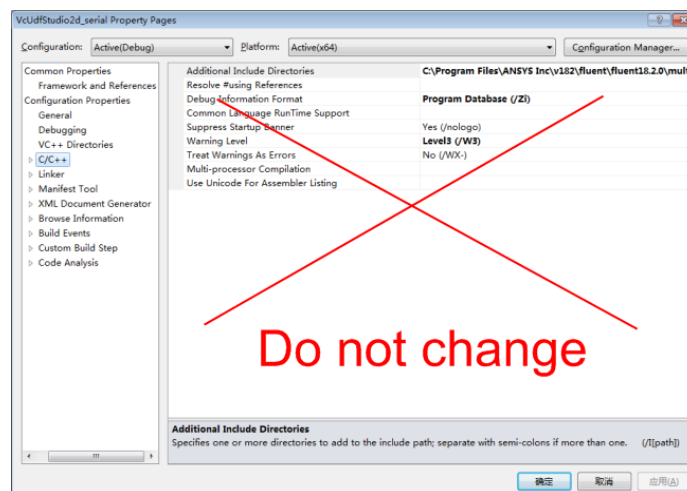 VcUdfStudio2d_serial Property Pages
Configuration: Active(Debug) Platform: Active(x64) Configuration Manager...
Common Properties
Framework and References
Configuration Properties
General
Debugging
VC++ Directories
C/C++
Linker
Manifest Tool
XML Document Generator
Browse Information
Build Events
Custom Build Step
Code Analysis
Additional Include Directories C:\Program Files\ANSYS Inc\v182\fluent\fluent18.2.0\mult
Resolve #using References
Debug Information Format Program Database (/Zi)
Common Language RunTime Support
Suppress Startup Banner Yes (/nologo)
Warning Level Level3 (/W3)
Treat Warnings As Errors No (/WX-)
Multi-processor Compilation
Use Unicode For Assembler Listing
Do not change
Additional Include Directories
Specifies one or more directories to add to the include path; separate with semi-colons if more than one. (/I[path])
确定 取消 应用(A)